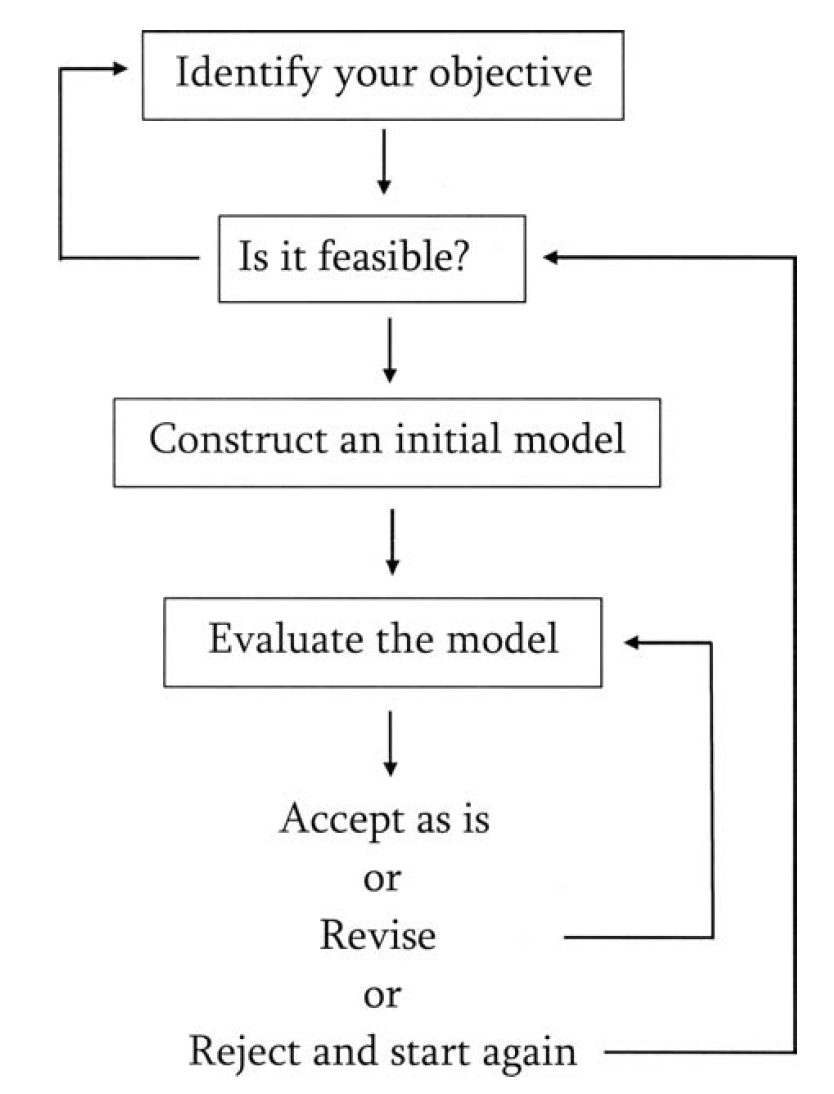 Identify your objective
Is it feasible?
Construct an initial model
Evaluate the model
Accept as is
or
Revise
or
Reject and start again